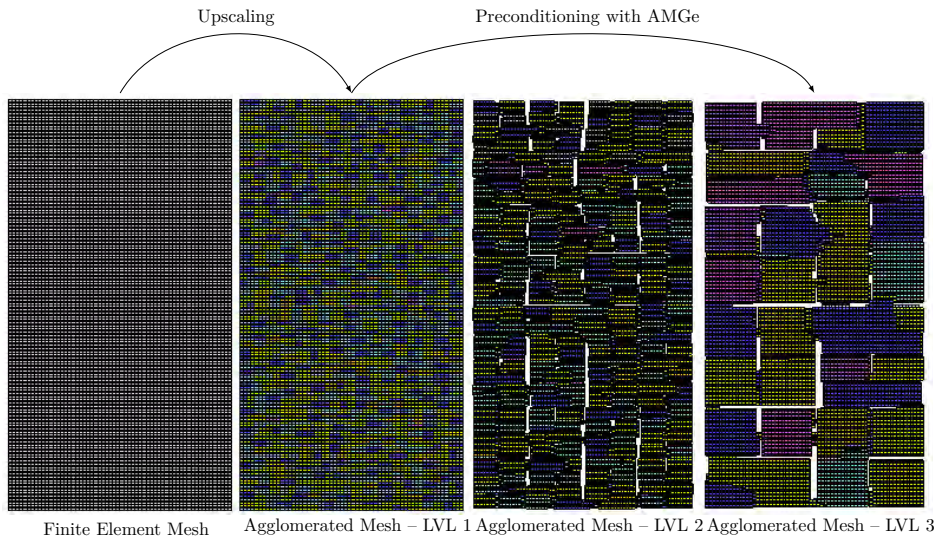 Upscaling
Preconditioning with AMGe
Finite Element Mesh
Agglomerated Mesh – LVL 1
Agglomerated Mesh – LVL 2
Agglomerated Mesh – LVL 3